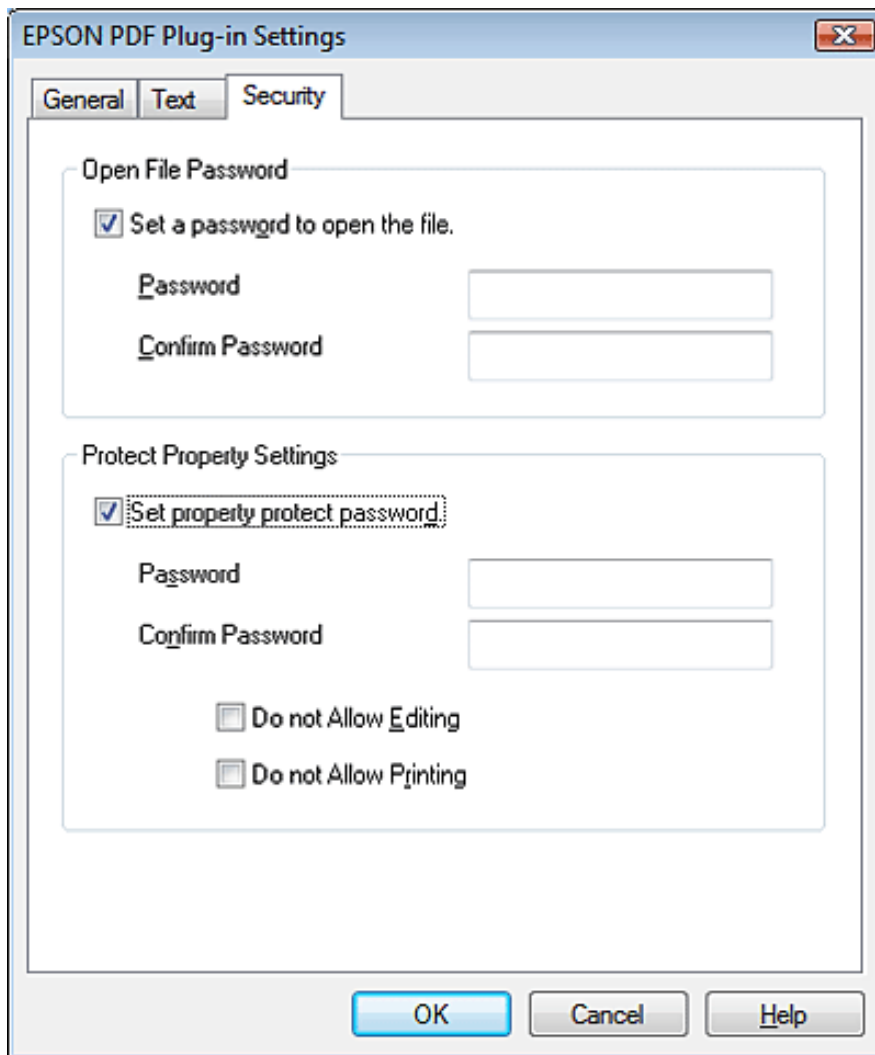 EPSON PDF Plug-in Settings
General Text Security
Open File Password
Set a password to open the file.
Password
Confirm Password
Protect Property Settings
Set property protect password.
Password
Confirm Password
Do not Allow Editing
Do not Allow Printing
OK Cancel Help